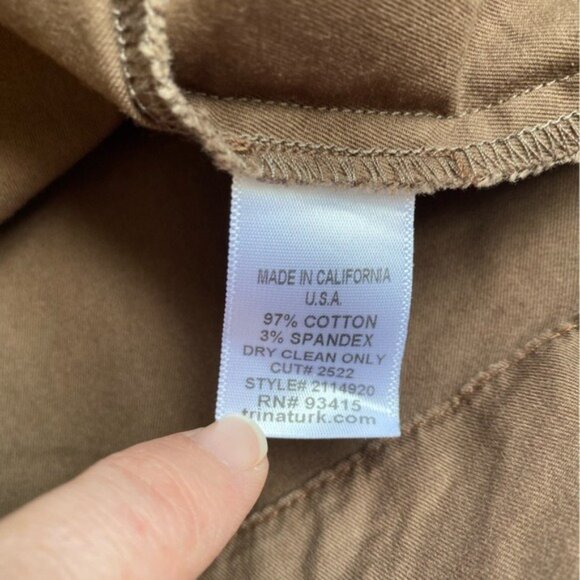 MADE IN CALIFORNIA
U.S.A.
97% COTTON
3% SPANDEX
DRY CLEAN ONLY
CUT# 2522
STYLE# 2114920
RN# 93415
trinaturk.com